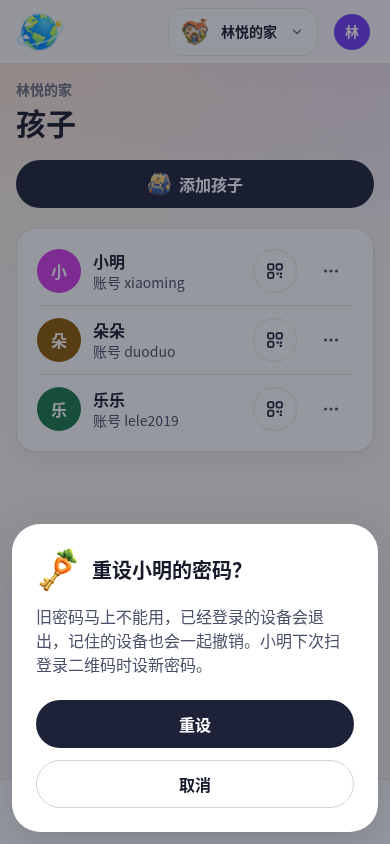 林悦的家
林
林悦的家
孩子
添加孩子
小
小明
账号 xiaoming
朵
朵朵
账号 duoduo
乐
乐乐
账号 lele2019
重设小明的密码?
旧密码马上不能用，已经登录的设备会退
出，记住的设备也会一起撤销。小明下次扫
登录二维码时设新密码。
重设
取消